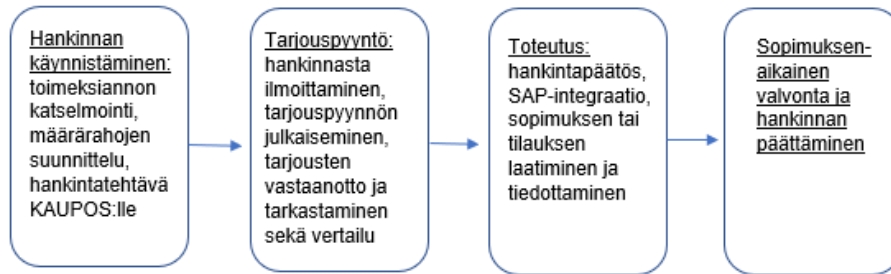 Hankinnan
käynnistäminen:
toimeksiannon
katselmointi,
määrärahojen
suunnittelu,
hankintatehtävä
KAUPOS:lle
Tarjouspyyntö:
hankinnasta
ilmoittaminen,
tarjouspyynnön
julkaiseminen,
tarjousten
vastaanotto ja
tarkastaminen
sekä vertailu
Toteutus:
hankintapäätös,
SAP-integraatio,
sopimuksen tai
tilauksen
laatiminen ja
tiedottaminen
Sopimuksen-
aikainen
valvonta ja
hankinnan
päättäminen